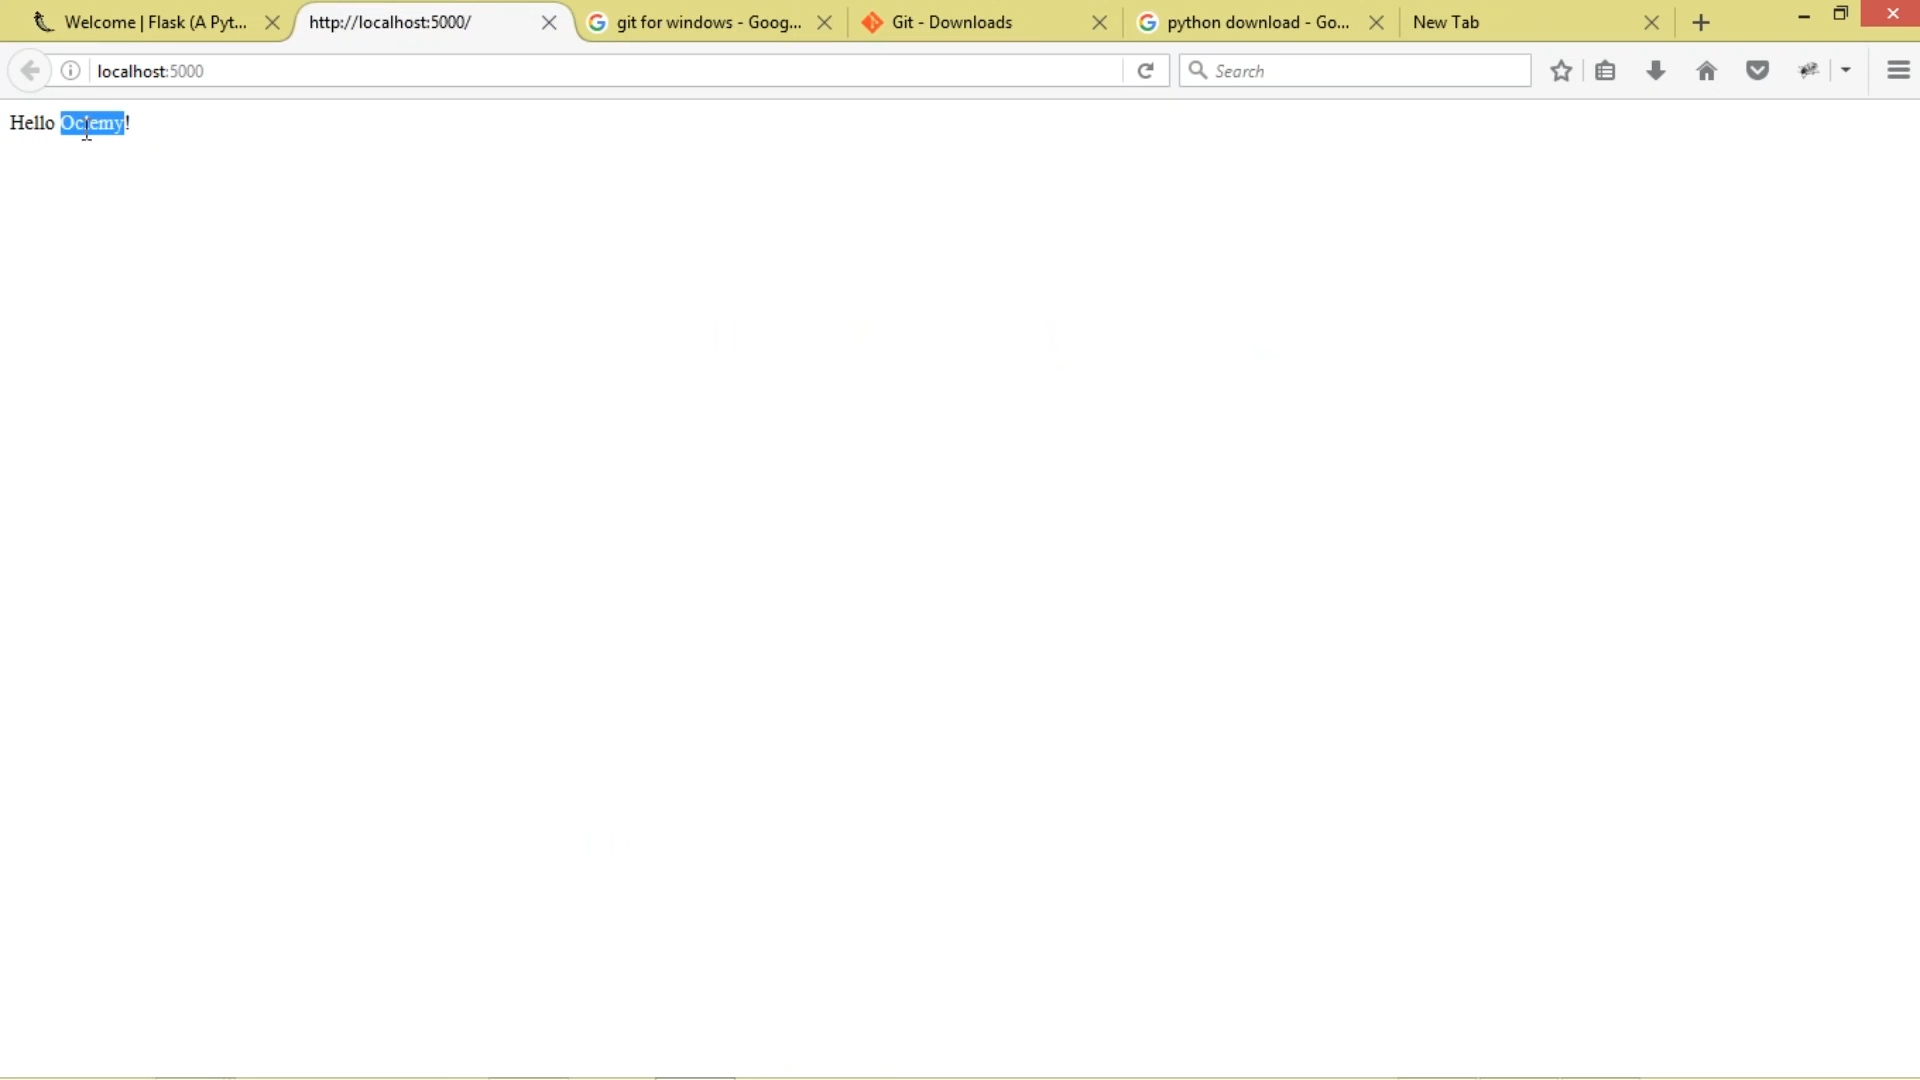 Welcome | Flask (A Pyt...
http://localhost:5000/
git for windows - Goog...
Git - Downloads
python download - Go...
New Tab
localhost:5000
Search
Hello Oclemy!